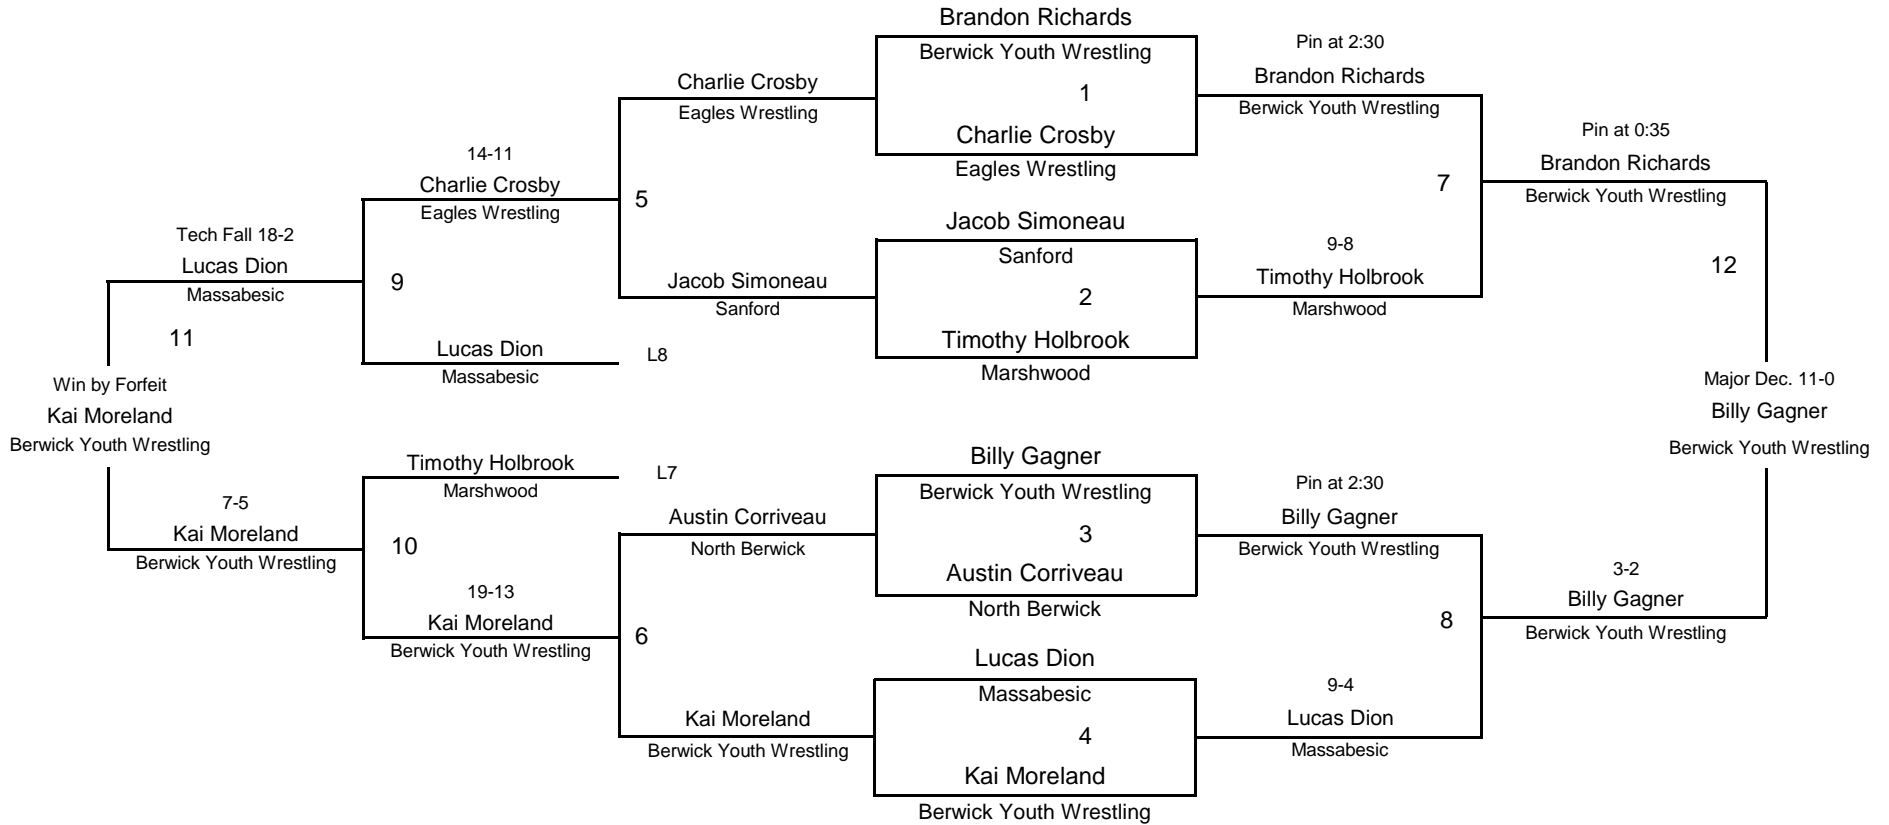 Brandon Richards
Berwick Youth Wrestling
1
Charlie Crosby
Eagles Wrestling
Jacob Simoneau
Sanford
2
Timothy Holbrook
Marshwood
Billy Gagner
Berwick Youth Wrestling
3
Austin Corriveau
North Berwick
Lucas Dion
Massabesic
4
Kai Moreland
Berwick Youth Wrestling
Pin at 2:30
Brandon Richards
Berwick Youth Wrestling
7
9-8
Timothy Holbrook
Marshwood
Pin at 2:30
Billy Gagner
Berwick Youth Wrestling
8
9-4
Lucas Dion
Massabesic
Pin at 0:35
Brandon Richards
Berwick Youth Wrestling
12
3-2
Billy Gagner
Berwick Youth Wrestling
Major Dec. 11-0
Billy Gagner
Berwick Youth Wrestling
Charlie Crosby
Eagles Wrestling
5
Jacob Simoneau
Sanford
L8
L7
Austin Corriveau
North Berwick
6
Kai Moreland
Berwick Youth Wrestling
14-11
Charlie Crosby
Eagles Wrestling
9
Lucas Dion
Massabesic
Timothy Holbrook
Marshwood
10
19-13
Kai Moreland
Berwick Youth Wrestling
Tech Fall 18-2
Lucas Dion
Massabesic
11
7-5
Kai Moreland
Berwick Youth Wrestling
Win by Forfeit
Kai Moreland
Berwick Youth Wrestling